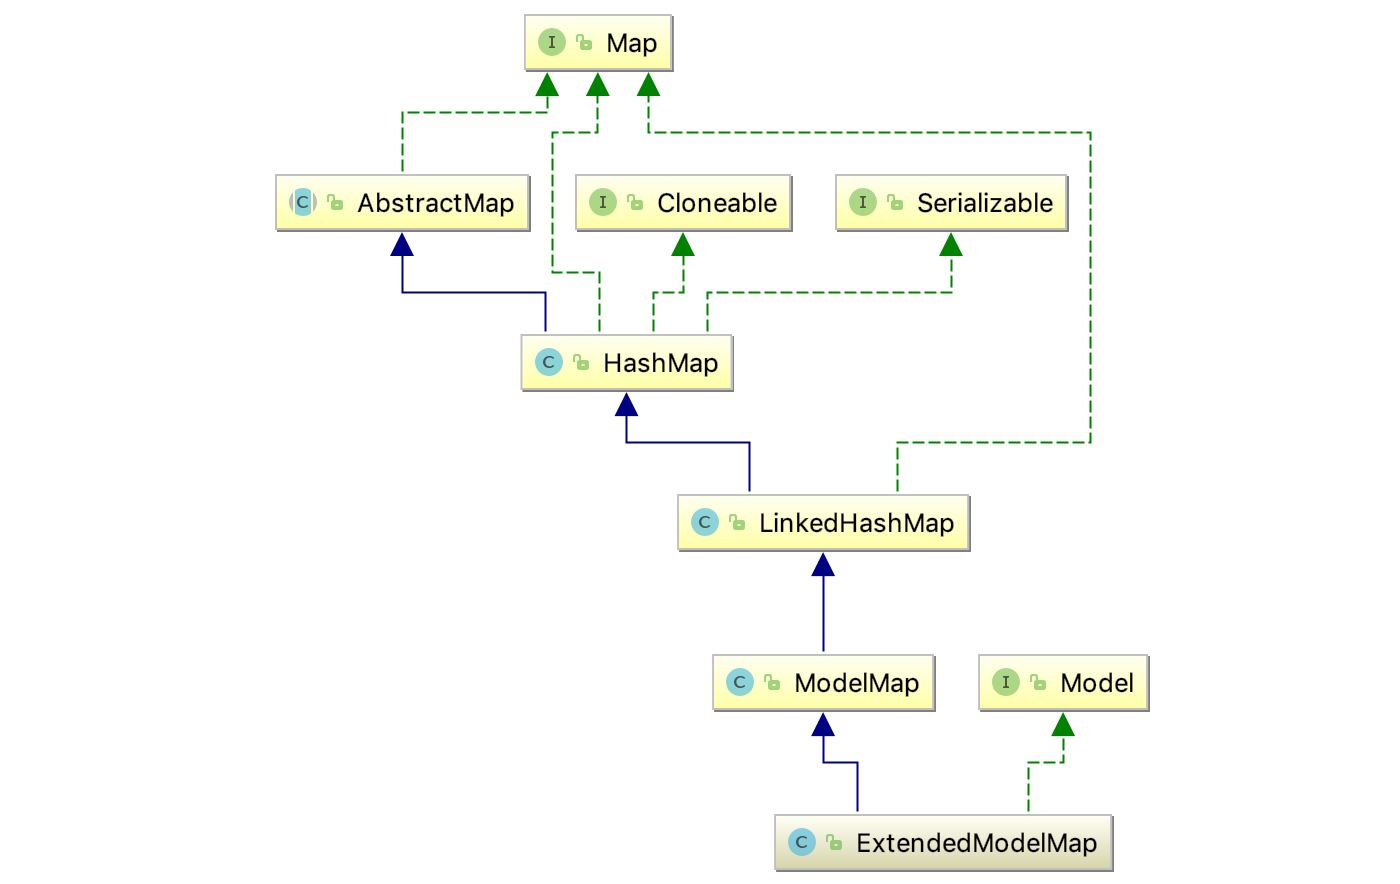 I Map
C AbstractMap
I Cloneable
I Serializable
C HashMap
C LinkedHashMap
C ModelMap
I Model
C ExtendedModelMap